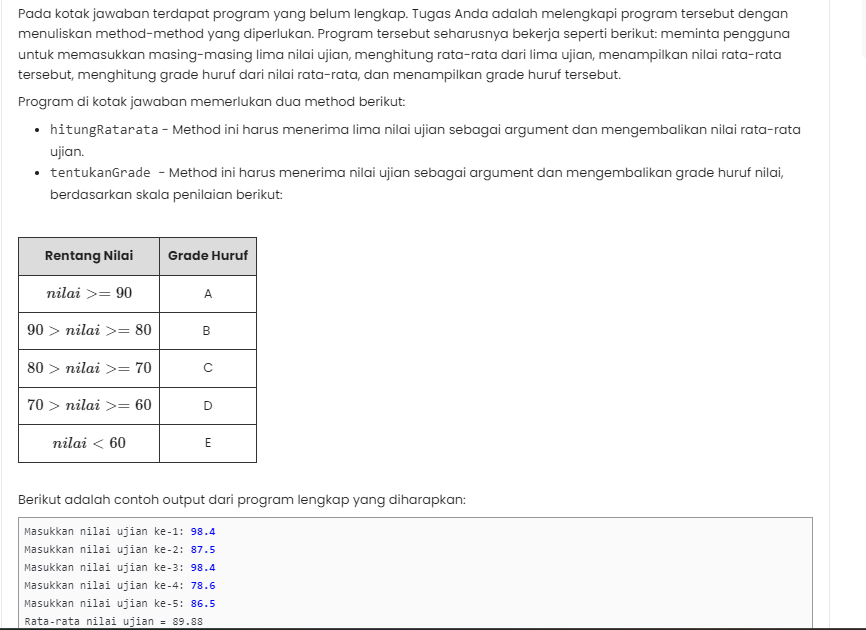 Pada kotak jawaban terdapat program yang belum lengkap. Tugas Anda adalah melengkapi program tersebut dengan
menuliskan method-method yang diperlukan. Program tersebut seharusnya bekerja seperti berikut: meminta pengguna
untuk memasukkan masing-masing lima nilai ujian, menghitung rata-rata dari lima ujian, menampilkan nilai rata-rata
tersebut, menghitung grade huruf dari nilai rata-rata, dan menampilkan grade huruf tersebut.
Program di kotak jawaban memerlukan dua method berikut:
• hitungRatarata - Method ini harus menerima lima nilai ujian sebagai argument dan mengembalikan nilai rata-rata
ujian.
• tentukanGrade - Method ini harus menerima nilai ujian sebagai argument dan mengembalikan grade huruf nilai,
berdasarkan skala penilaian berikut:
Rentang Nilai Grade Huruf
nilai >= 90 A
90 > nilai >= 80 B
80 > nilai >= 70 C
70 > nilai >= 60 D
nilai < 60 E
Berikut adalah contoh output dari program lengkap yang diharapkan:
Masukkan nilai ujian ke-1: 98.4
Masukkan nilai ujian ke-2: 87.5
Masukkan nilai ujian ke-3: 98.4
Masukkan nilai ujian ke-4: 78.6
Masukkan nilai ujian ke-5: 86.5
Rata-rata nilai ujian = 89.88